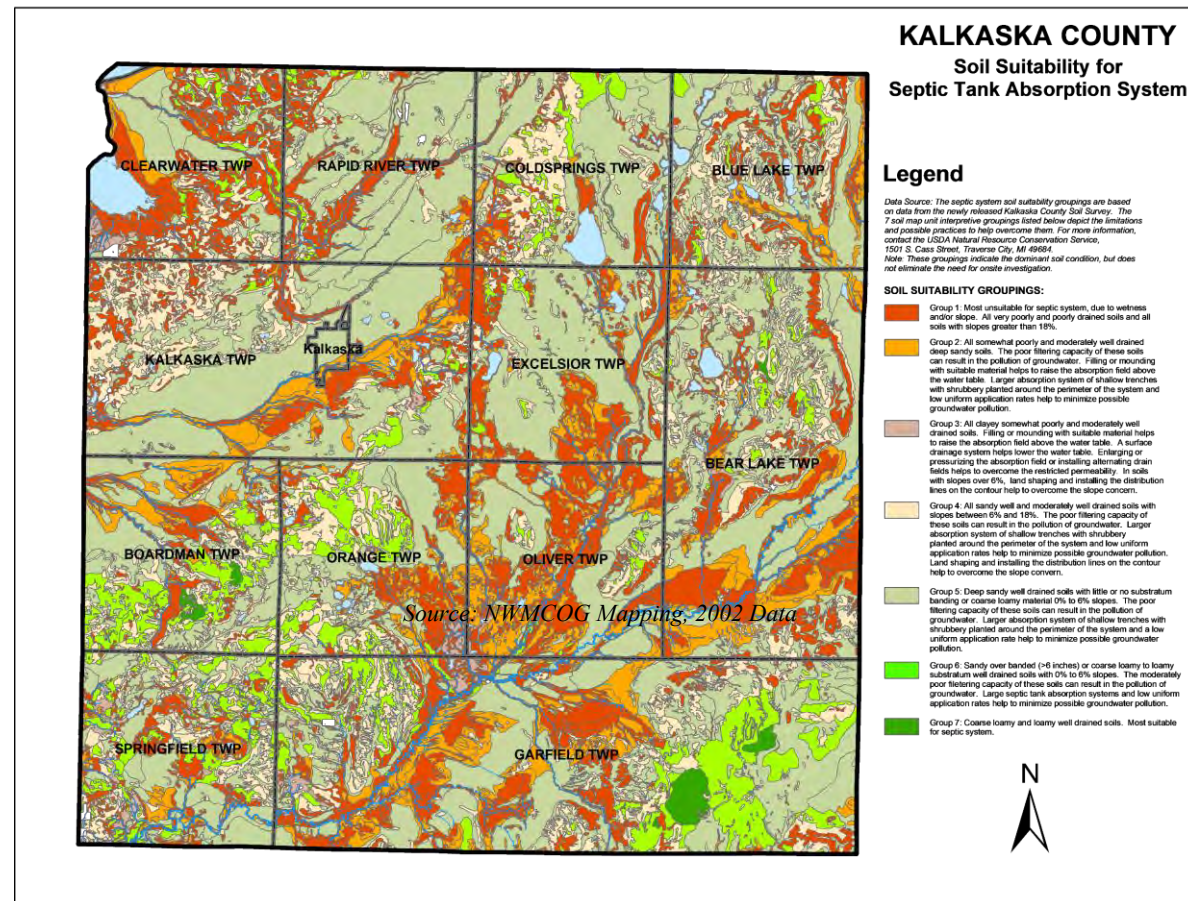 KALKASKA COUNTY
Soil Suitability for
Septic Tank Absorption System
Legend
Data Source: The septic system soil suitability groupings are based
on data from the newly released Kalkaska County Soil Survey. The
7 soil map unit interpretive groupings listed below depict the limitations
and possible practices to help overcome them. For more information,
contact the USDA Natural Resource Conservation Service,
1501 S. Cass Street, Traverse City, MI 49684.
Note: These groupings indicate the dominant soil condition, but does
not eliminate the need for onsite investigation.
SOIL SUITABILITY GROUPINGS:
Group 1: Most unsuitable for septic system, due to wetness
and/or slope. All very poorly and poorly drained soils and all
soils with slopes greater than 18%.
Group 2: All somewhat poorly and moderately well drained
deep sandy soils. The poor filtering capacity of these soils
can result in the pollution of groundwater. Filling or mounding
with suitable material helps to raise the absorption field above
the water table. Larger absorption system of shallow trenches
with shrubbery planted around the perimeter of the system and
low uniform application rates help to minimize possible
groundwater pollution.
Group 3: All clayey somewhat poorly and moderately well
drained soils. Filling or mounding with suitable material helps
to raise the absorption field above the water table. A surface
drainage system helps lower the water table. Enlarging or
pressurizing the absorption field or installing alternating drain
fields helps to overcome the restricted permeability. In soils
with slopes over 6%, land shaping and installing the distribution
lines on the contour help to overcome the slope concern.
Group 4: All sandy well and moderately well drained soils with
slopes between 6% and 18%. The poor filtering capacity of
these soils can result in the pollution of groundwater. Larger
absorption system of shallow trenches with shrubbery
planted around the perimeter of the system and low uniform
application rates help to minimize possible groundwater pollution.
Land shaping and installing the distribution lines on the contour
help to overcome the slope convern.
Group 5: Deep sandy well drained soils with little or no substratum
banding or coarse loamy material 0% to 6% slopes. The poor
filtering capacity of these soils can result in the pollution of
groundwater. Larger absorption system of shallow trenches with
shrubbery planted around the perimeter of the system and a low
uniform application rate help to minimize possible groundwater
pollution.
Group 6: Sandy over banded (>6 inches) or coarse loamy to loamy
substratum well drained soils with 0% to 6% slopes. The moderately
poor filetering capacity of these soils can result in the pollution of
groundwater. Large septic tank absorption systems and low uniform
application rates help to minimize possible groundwater pollution.
Group 7: Coarse loamy and loamy well drained soils. Most suitable
for septic system.
N
CLEARWATER TWP
RAPID RIVER TWP
COLDSPRINGS TWP
BLUE LAKE TWP
Kalkaska
KALKASKA TWP
EXCELSIOR TWP
BEAR LAKE TWP
BOARDMAN TWP
ORANGE TWP
OLIVER TWP
Source: NWMCOG Mapping, 2002 Data
SPRINGFIELD TWP
GARFIELD TWP